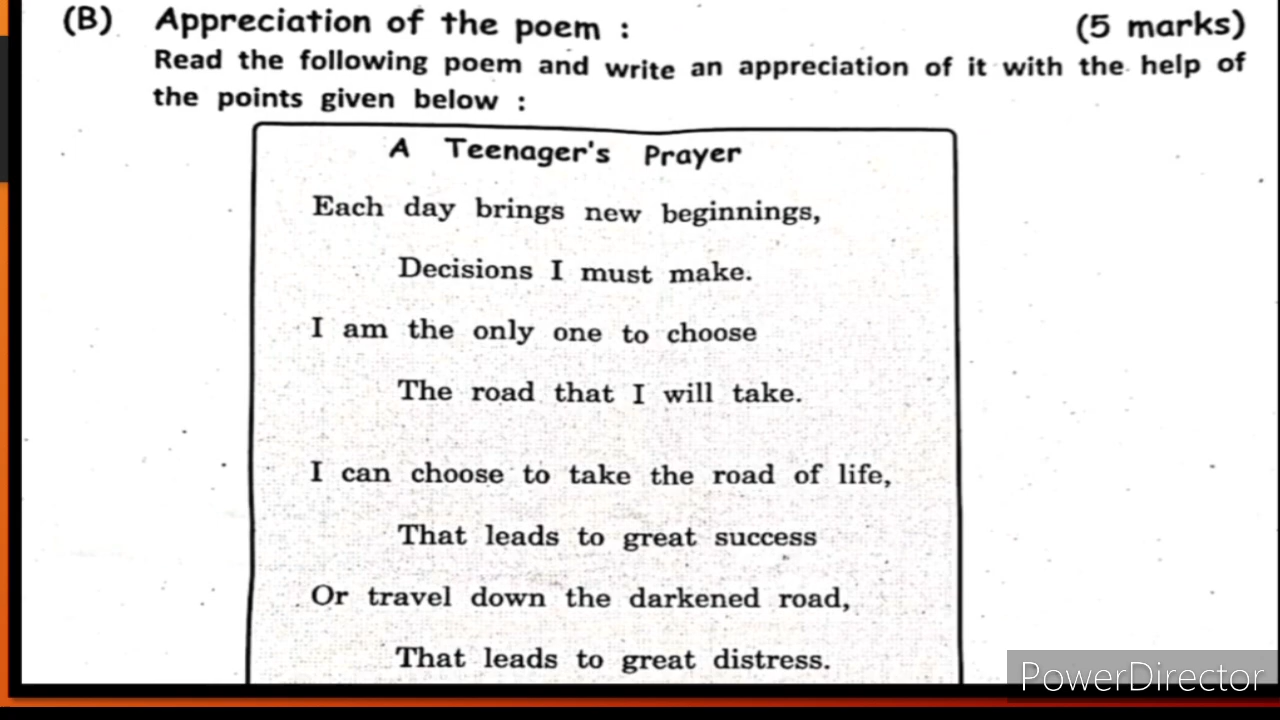 (B) Appreciation of the poem : (5 marks)
Read the following poem and write an appreciation of it with the help of
the points given below :
A Teenager's Prayer
Each day brings new beginnings,
Decisions I must make.
I am the only one to choose
The road that I will take.
I can choose to take the road of life,
That leads to great success
Or travel down the darkened road,
That leads to great distress.
PowerDirector